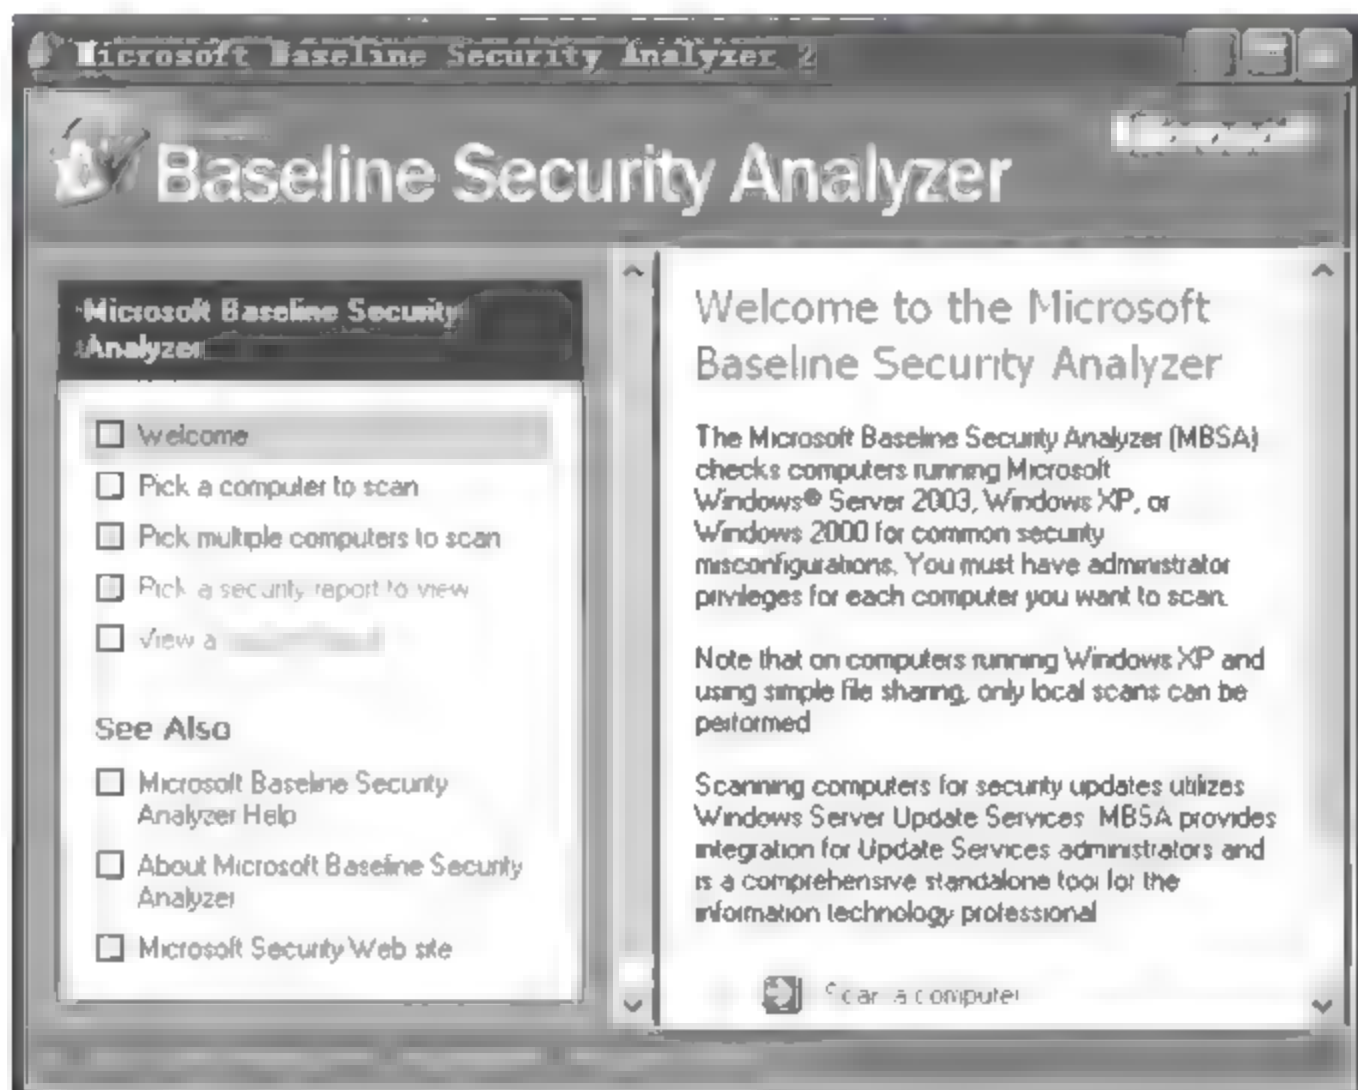 Microsoft Baseline Security Analyzer 2
Baseline Security Analyzer
Microsoft Baseline Security
Analyzer
Welcome
Pick a computer to scan
Pick multiple computers to scan
Pick a security report to view
View a
See Also
Microsoft Baseline Security
Analyzer Help
About Microsoft Baseline Security
Analyzer
Microsoft Security Web site
Welcome to the Microsoft
Baseline Security Analyzer
The Microsoft Baseline Security Analyzer (MBSA)
checks computers running Microsoft
Windows® Server 2003, Windows XP, or
Windows 2000 for common security
misconfigurations. You must have administrator
privileges for each computer you want to scan.
Note that on computers running Windows XP and
using simple file sharing, only local scans can be
performed
Scanning computers for security updates utilizes
Windows Server Update Services MBSA provides
integration for Update Services administrators and
is a comprehensive standalone tool for the
information technology professional
Scan a computer